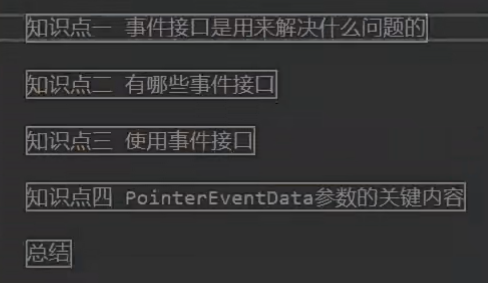 知识点一 事件接口是用来解决什么问题的
知识点二 有哪些事件接口
知识点三 使用事件接口
知识点四 PointerEventData参数的关键内容
总结